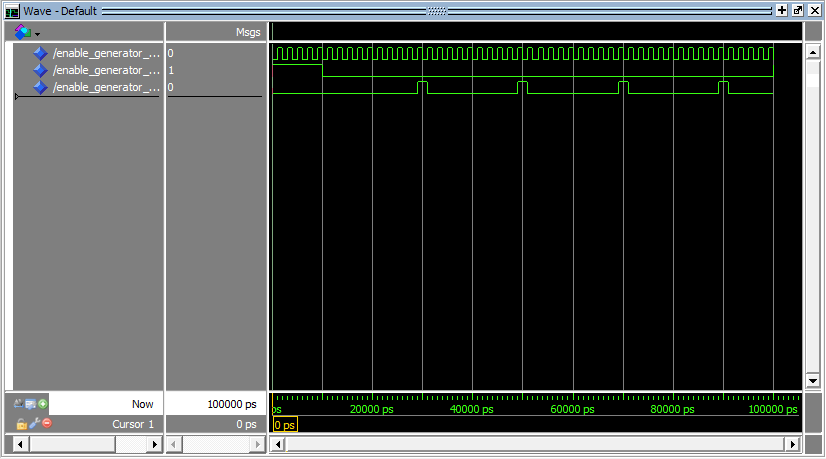 Wave - Default
Msgs
/enable_generator_... 0
/enable_generator_... 1
/enable_generator_... 0
Now 100000 ps
ps 20000 ps 40000 ps 60000 ps 80000 ps 100000 ps
Cursor 1 0 ps
0 ps